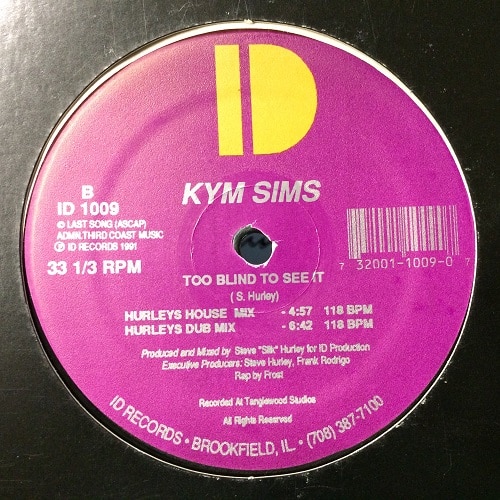 ID
KYM SIMS
B
ID 1009
© LAST SONG (ASCAP)
ADMN.THIRD COAST MUSIC
℗ ID RECORDS 1991
33 1/3 RPM
7 32001-1009-0 7
TOO BLIND TO SEE IT
( S. Hurley)
HURLEYS HOUSE MIX - 4:57 118 BPM
HURLEYS DUB MIX - 6:42 118 BPM
Produced and Mixed by Steve "Silk" Hurley for ID Production
Executive Producers: Steve Hurley, Frank Rodrigo
Rap by Frost
Recorded At Tanglewood Studios
All Rights Reserved
ID RECORDS • BROOKFIELD, IL • (708) 387-7100